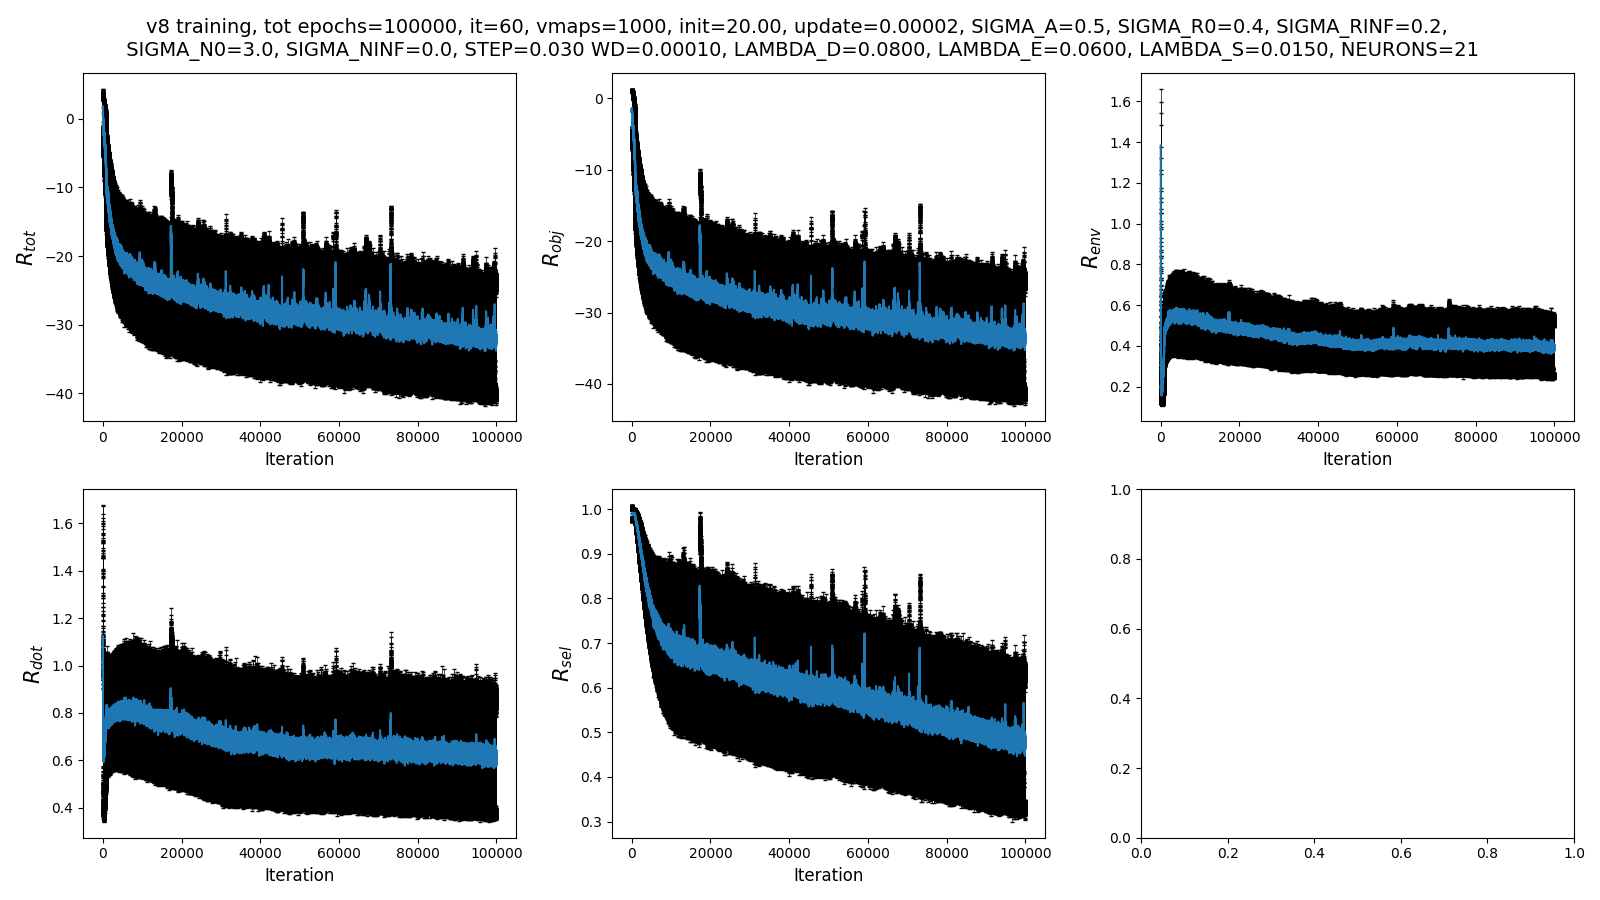 v8 training, tot epochs=100000, it=60, vmaps=1000, init=20.00, update=0.00002, SIGMA_A=0.5, SIGMA_R0=0.4, SIGMA_RINF=0.2,
SIGMA_N0=3.0, SIGMA_NINF=0.0, STEP=0.030 WD=0.00010, LAMBDA_D=0.0800, LAMBDA_E=0.0600, LAMBDA_S=0.0150, NEURONS=21
R_tot
0
−10
−20
−30
−40
0 20000 40000 60000 80000 100000
Iteration
R_obj
0
−10
−20
−30
−40
0 20000 40000 60000 80000 100000
Iteration
R_env
1.6
1.4
1.2
1.0
0.8
0.6
0.4
0.2
0 20000 40000 60000 80000 100000
Iteration
R_dot
1.6
1.4
1.2
1.0
0.8
0.6
0.4
0 20000 40000 60000 80000 100000
Iteration
R_sel
1.0
0.9
0.8
0.7
0.6
0.5
0.4
0.3
0 20000 40000 60000 80000 100000
Iteration
1.0
0.8
0.6
0.4
0.2
0.0
0.0 0.2 0.4 0.6 0.8 1.0